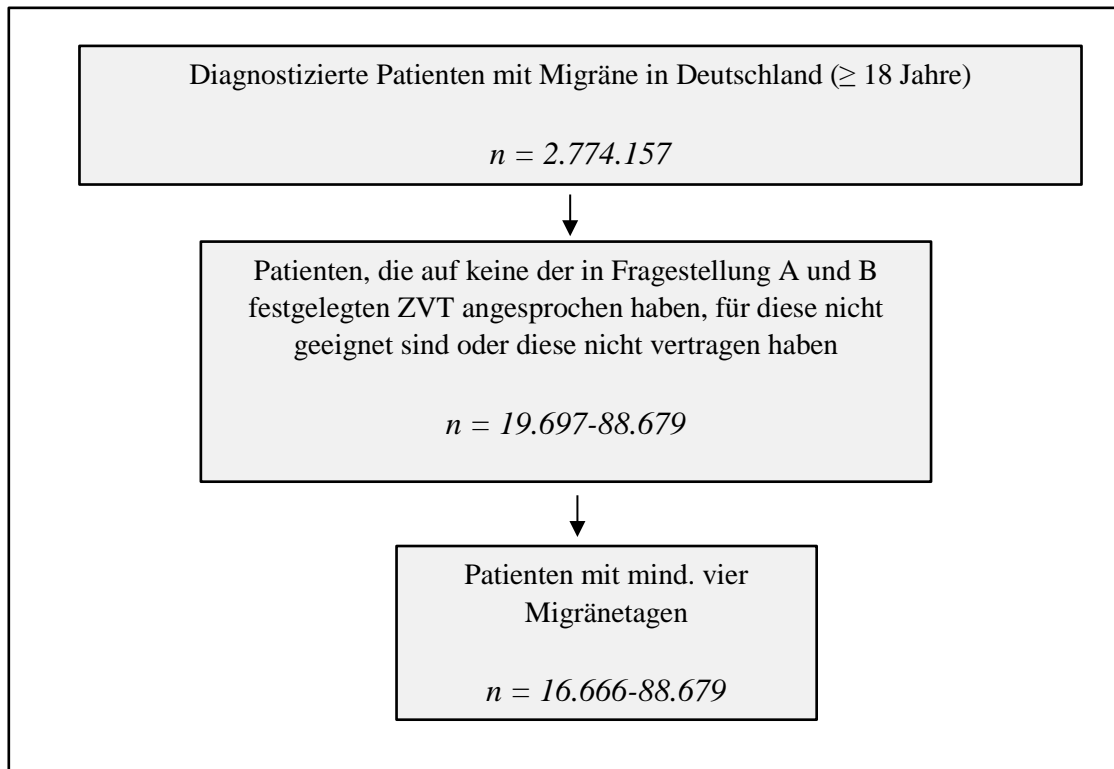 Diagnostizierte Patienten mit Migräne in Deutschland (≥ 18 Jahre)
n = 2.774.157
Patienten, die auf keine der in Fragestellung A und B
festgelegten ZVT angesprochen haben, für diese nicht
geeignet sind oder diese nicht vertragen haben
n = 19.697-88.679
Patienten mit mind. vier
Migränetagen
n = 16.666-88.679